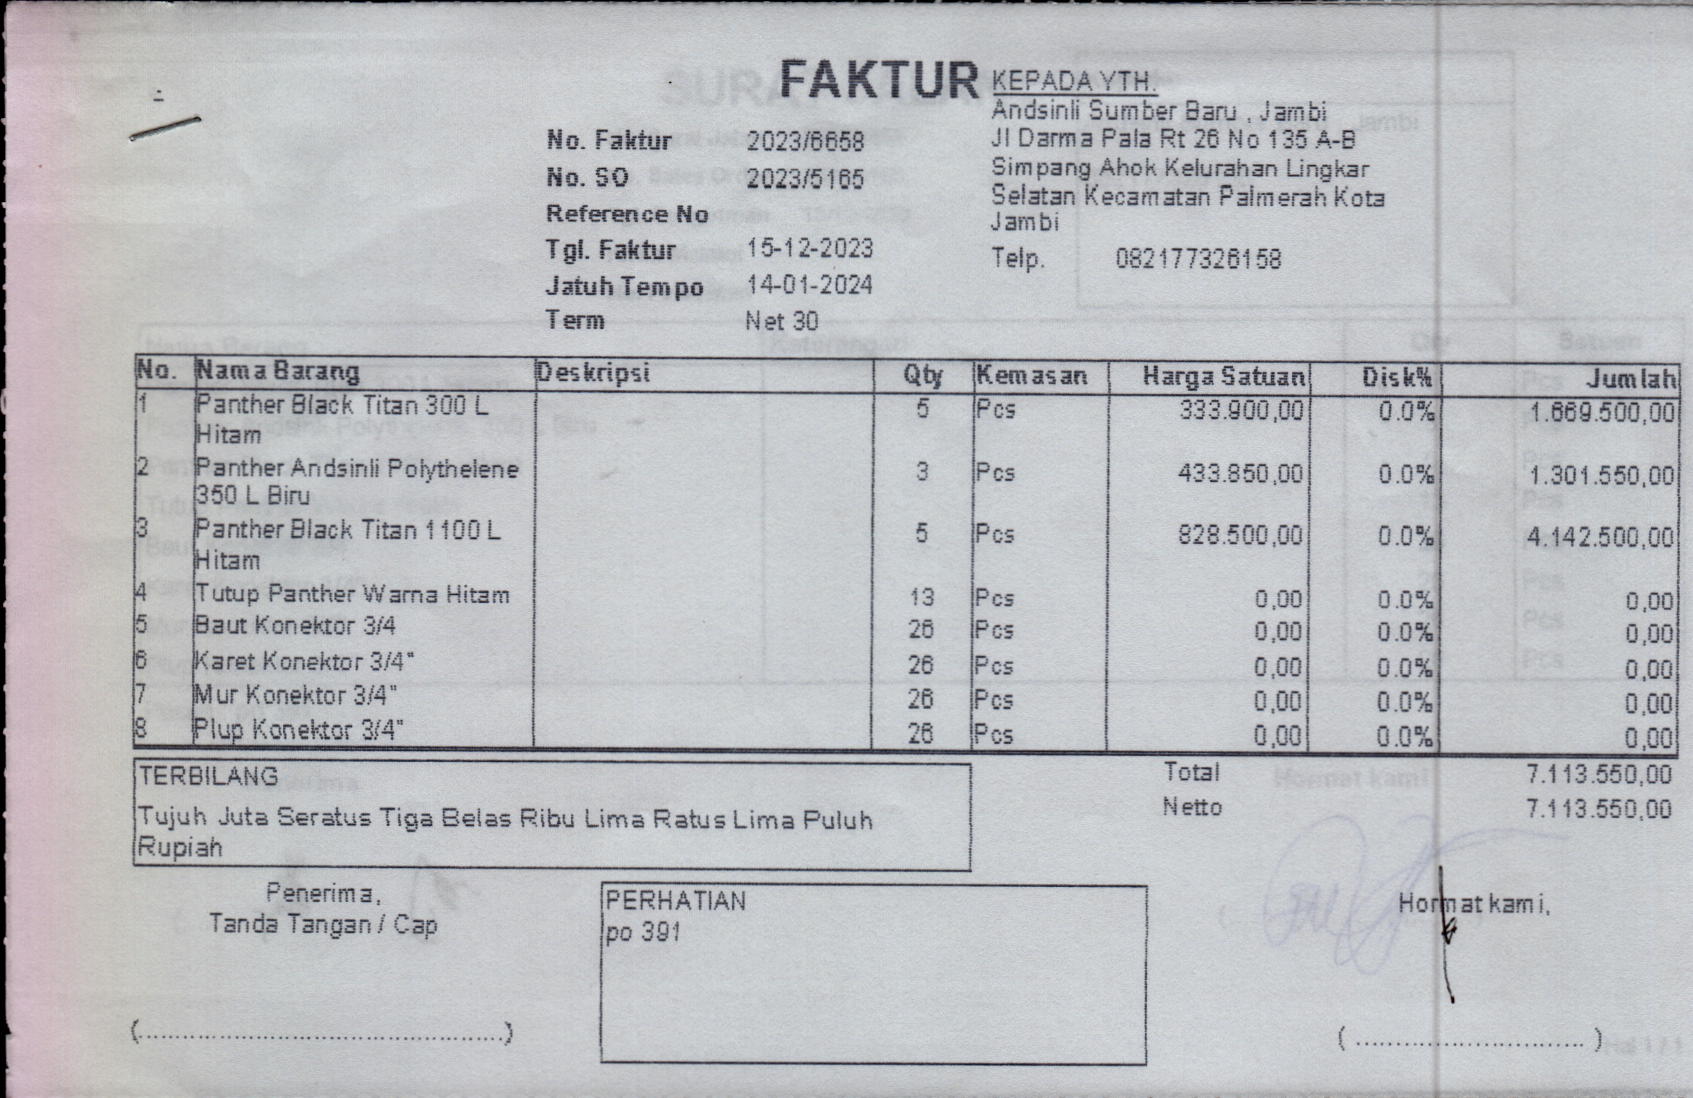 FAKTUR
No. Faktur 2023/6658
No. SO 2023/5165
Reference No
Tgl. Faktur 15-12-2023
Jatuh Tempo 14-01-2024
Term Net 30
KEPADA YTH.
Andsinli Sumber Baru , Jambi
Jl Darma Pala Rt 26 No 135 A-B
Simpang Ahok Kelurahan Lingkar
Selatan Kecamatan Palmerah Kota
Jambi
Telp. 082177326158
No. Nama Barang Deskripsi Qty Kemasan Harga Satuan Disk% Jumlah
1 Panther Black Titan 300 L 5 Pcs 333.900,00 0.0% 1.669.500,00
Hitam
2 Panther Andsinli Polythelene 3 Pcs 433.850,00 0.0% 1.301.550,00
350 L Biru
3 Panther Black Titan 1100 L 5 Pcs 828.500,00 0.0% 4.142.500,00
Hitam
4 Tutup Panther Warna Hitam 13 Pcs 0,00 0.0% 0,00
5 Baut Konektor 3/4 26 Pcs 0,00 0.0% 0,00
6 Karet Konektor 3/4" 26 Pcs 0,00 0.0% 0,00
7 Mur Konektor 3/4" 26 Pcs 0,00 0.0% 0,00
8 Plup Konektor 3/4" 26 Pcs 0,00 0.0% 0,00
TERBILANG
Tujuh Juta Seratus Tiga Belas Ribu Lima Ratus Lima Puluh
Rupiah
Total 7.113.550,00
Netto 7.113.550,00
Penerima,
Tanda Tangan / Cap
PERHATIAN
po 391
Hormat kami,
(..................................................)
( ............................... )
Hal 1 / 1